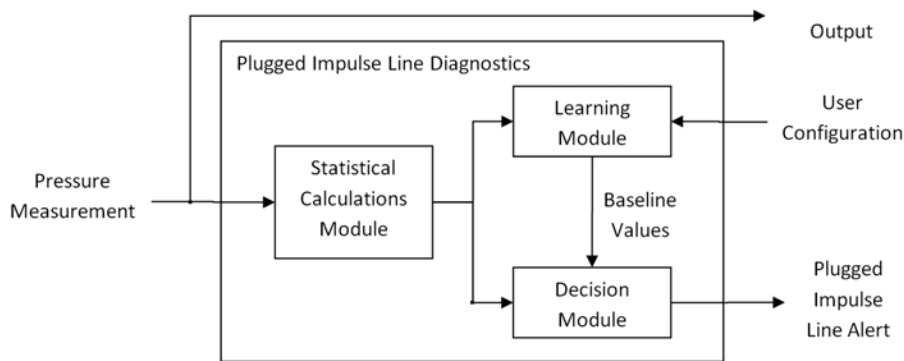 Output
Plugged Impulse Line Diagnostics
Learning
Module
User
Configuration
Statistical
Calculations
Module
Pressure
Measurement
Baseline
Values
Decision
Module
Plugged
Impulse
Line Alert